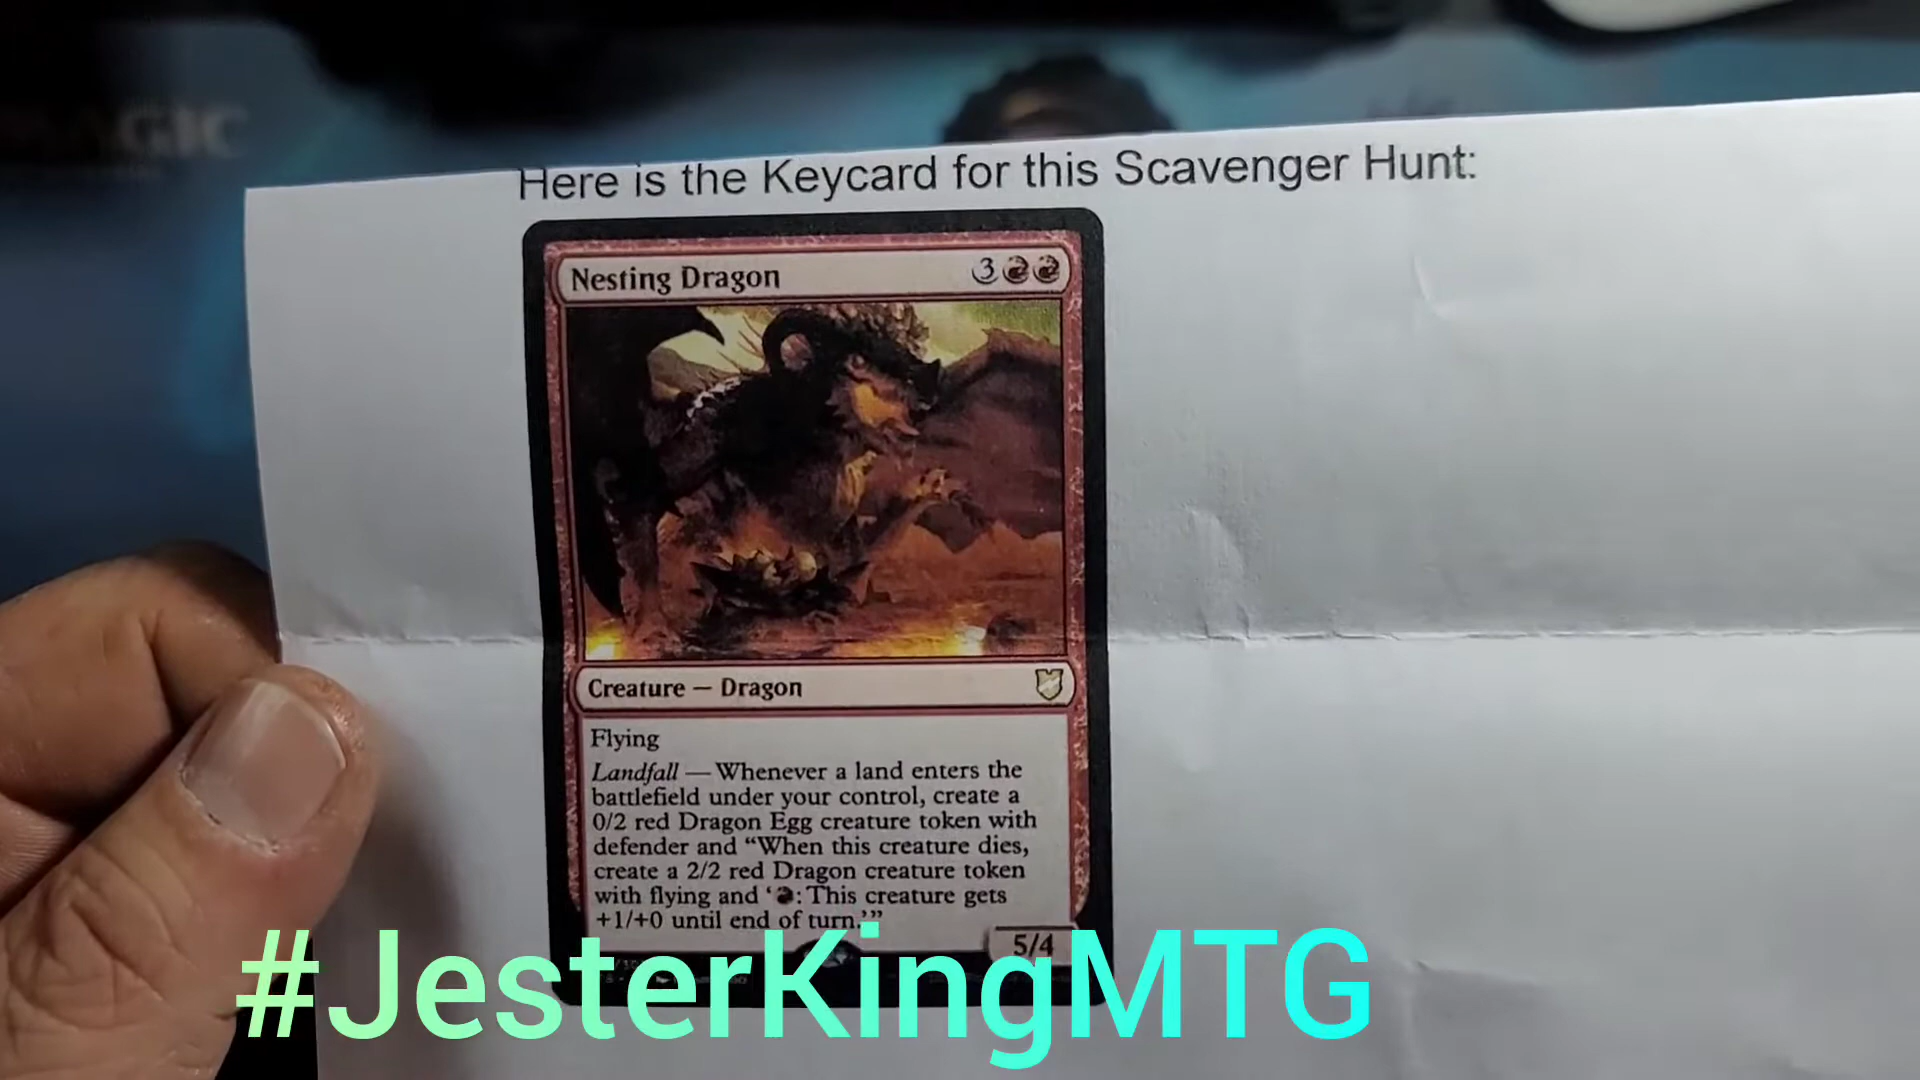 Here is the Keycard for this Scavenger Hunt:
Nesting Dragon 3
Creature — Dragon
Flying
Landfall — Whenever a land enters the
battlefield under your control, create a
0/2 red Dragon Egg creature token with
defender and “When this creature dies,
create a 2/2 red Dragon creature token
with flying and ‘: This creature gets
+1/+0 until end of turn.’”
5/4
#JesterKingMTG